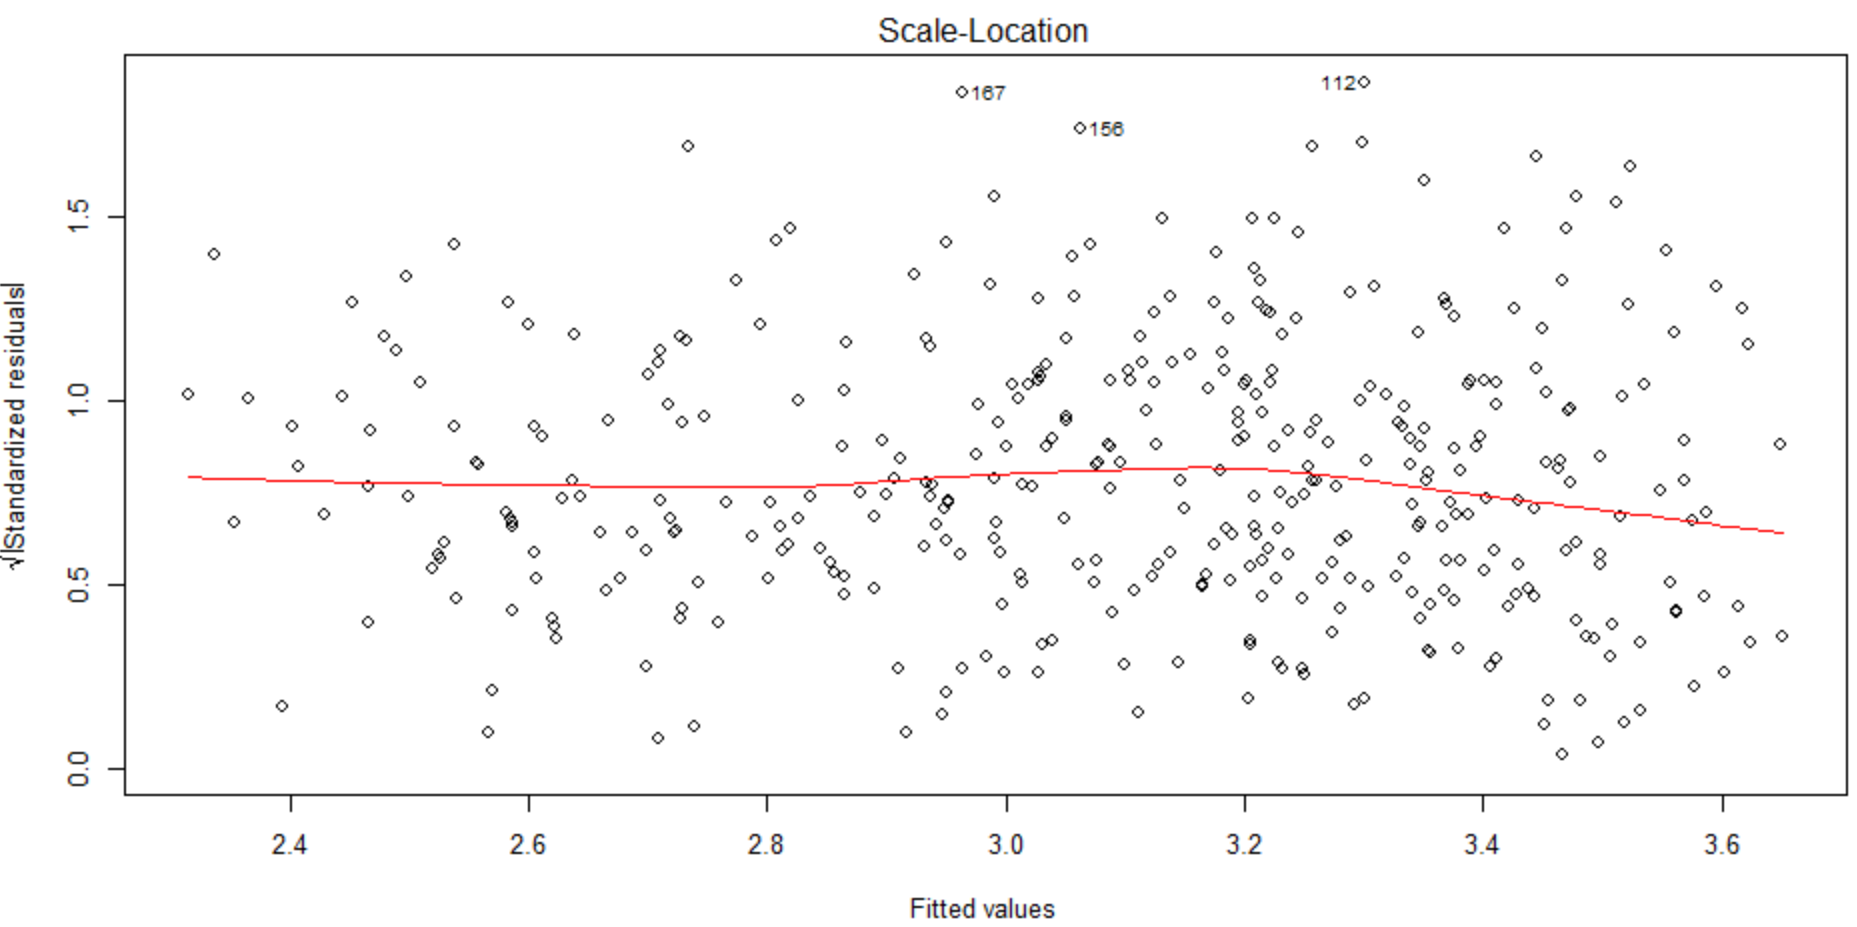 Scale-Location
167
112
156
√|Standardized residuals|
1.5
1.0
0.5
0.0
2.4 2.6 2.8 3.0 3.2 3.4 3.6
Fitted values